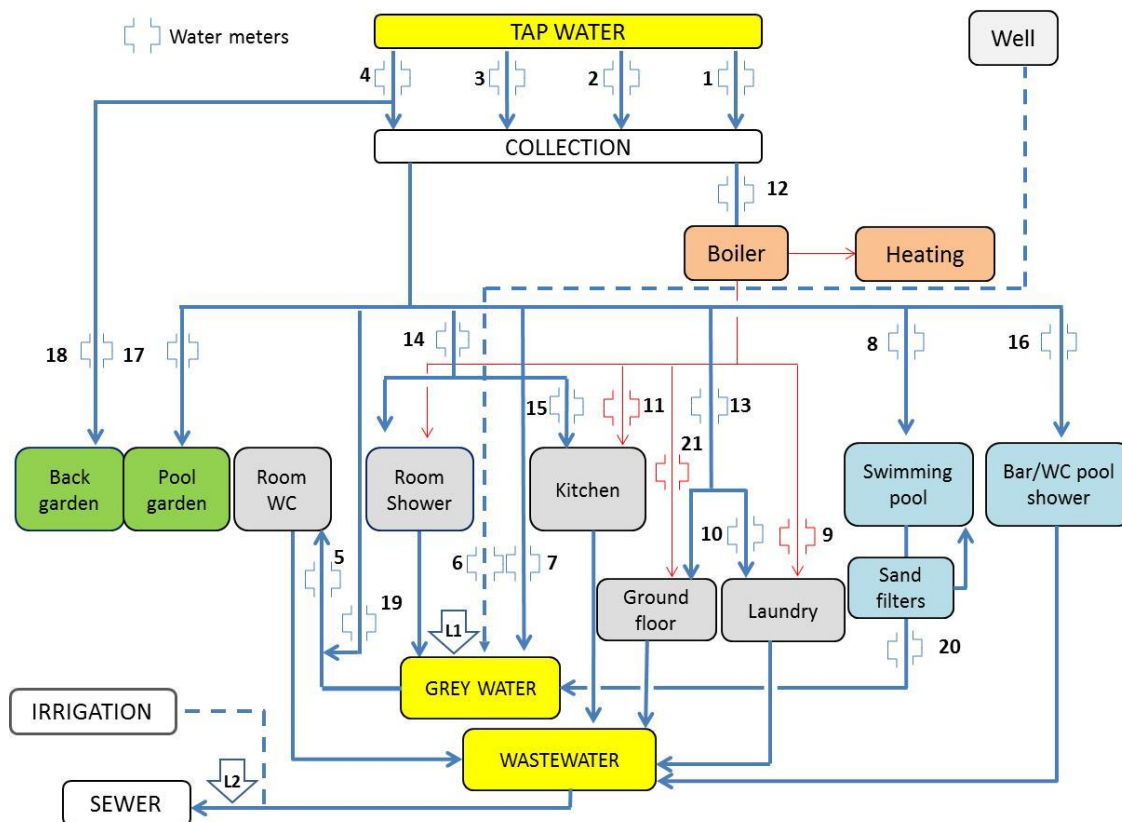 Water meters
TAP WATER
Well
4
3
2
1
COLLECTION
12
Boiler
Heating
18
17
14
8
16
15
11
13
21
Back
garden
Pool
garden
Room
WC
Room
Shower
Kitchen
Swimming
pool
Bar/WC pool
shower
5
6
7
10
9
19
L1
Ground
floor
Laundry
Sand
filters
20
GREY WATER
IRRIGATION
WASTEWATER
L2
SEWER